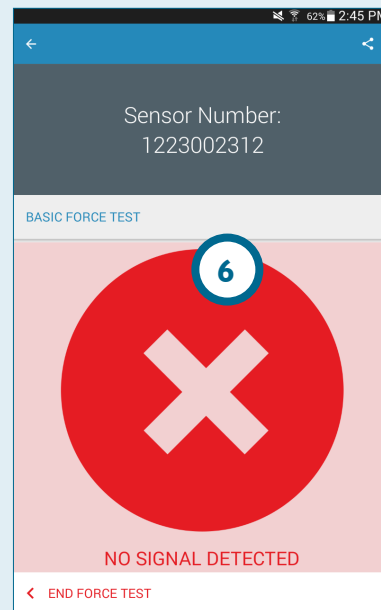 62% 2:45 PM
Sensor Number:
1223002312
BASIC FORCE TEST
6
NO SIGNAL DETECTED
END FORCE TEST